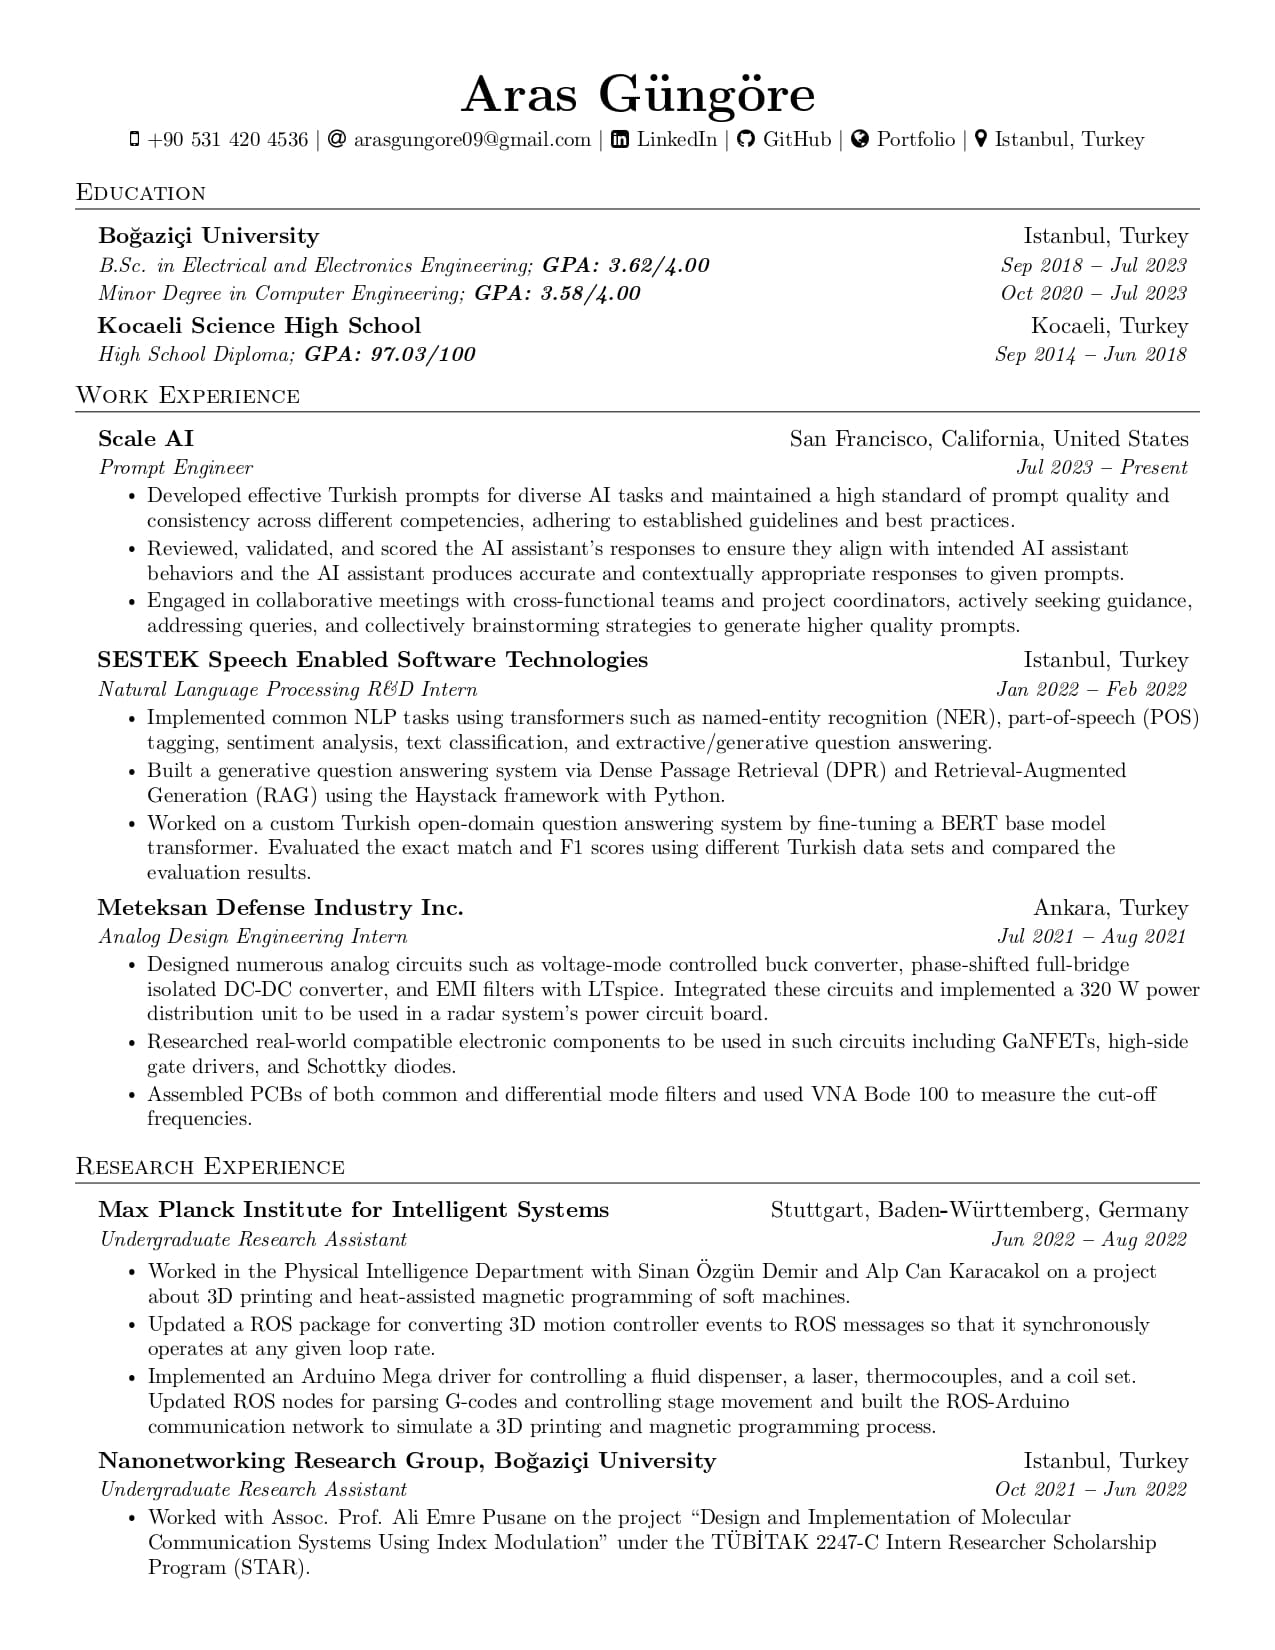 Aras Güngöre
+90 531 420 4536 | arasgungore09@gmail.com | LinkedIn | GitHub | Portfolio | Istanbul, Turkey
Education
Boğaziçi University Istanbul, Turkey
B.Sc. in Electrical and Electronics Engineering; GPA: 3.62/4.00 Sep 2018 – Jul 2023
Minor Degree in Computer Engineering; GPA: 3.58/4.00 Oct 2020 – Jul 2023
Kocaeli Science High School Kocaeli, Turkey
High School Diploma; GPA: 97.03/100 Sep 2014 – Jun 2018
Work Experience
Scale AI San Francisco, California, United States
Prompt Engineer Jul 2023 – Present
• Developed effective Turkish prompts for diverse AI tasks and maintained a high standard of prompt quality and
consistency across different competencies, adhering to established guidelines and best practices.
• Reviewed, validated, and scored the AI assistant's responses to ensure they align with intended AI assistant
behaviors and the AI assistant produces accurate and contextually appropriate responses to given prompts.
• Engaged in collaborative meetings with cross-functional teams and project coordinators, actively seeking guidance,
addressing queries, and collectively brainstorming strategies to generate higher quality prompts.
SESTEK Speech Enabled Software Technologies Istanbul, Turkey
Natural Language Processing R&D Intern Jan 2022 – Feb 2022
• Implemented common NLP tasks using transformers such as named-entity recognition (NER), part-of-speech (POS)
tagging, sentiment analysis, text classification, and extractive/generative question answering.
• Built a generative question answering system via Dense Passage Retrieval (DPR) and Retrieval-Augmented
Generation (RAG) using the Haystack framework with Python.
• Worked on a custom Turkish open-domain question answering system by fine-tuning a BERT base model
transformer. Evaluated the exact match and F1 scores using different Turkish data sets and compared the
evaluation results.
Meteksan Defense Industry Inc. Ankara, Turkey
Analog Design Engineering Intern Jul 2021 – Aug 2021
• Designed numerous analog circuits such as voltage-mode controlled buck converter, phase-shifted full-bridge
isolated DC-DC converter, and EMI filters with LTspice. Integrated these circuits and implemented a 320 W power
distribution unit to be used in a radar system's power circuit board.
• Researched real-world compatible electronic components to be used in such circuits including GaNFETs, high-side
gate drivers, and Schottky diodes.
• Assembled PCBs of both common and differential mode filters and used VNA Bode 100 to measure the cut-off
frequencies.
Research Experience
Max Planck Institute for Intelligent Systems Stuttgart, Baden-Württemberg, Germany
Undergraduate Research Assistant Jun 2022 – Aug 2022
• Worked in the Physical Intelligence Department with Sinan Özgün Demir and Alp Can Karacakol on a project
about 3D printing and heat-assisted magnetic programming of soft machines.
• Updated a ROS package for converting 3D motion controller events to ROS messages so that it synchronously
operates at any given loop rate.
• Implemented an Arduino Mega driver for controlling a fluid dispenser, a laser, thermocouples, and a coil set.
Updated ROS nodes for parsing G-codes and controlling stage movement and built the ROS-Arduino
communication network to simulate a 3D printing and magnetic programming process.
Nanonetworking Research Group, Boğaziçi University Istanbul, Turkey
Undergraduate Research Assistant Oct 2021 – Jun 2022
• Worked with Assoc. Prof. Ali Emre Pusane on the project “Design and Implementation of Molecular
Communication Systems Using Index Modulation” under the TÜBİTAK 2247-C Intern Researcher Scholarship
Program (STAR).